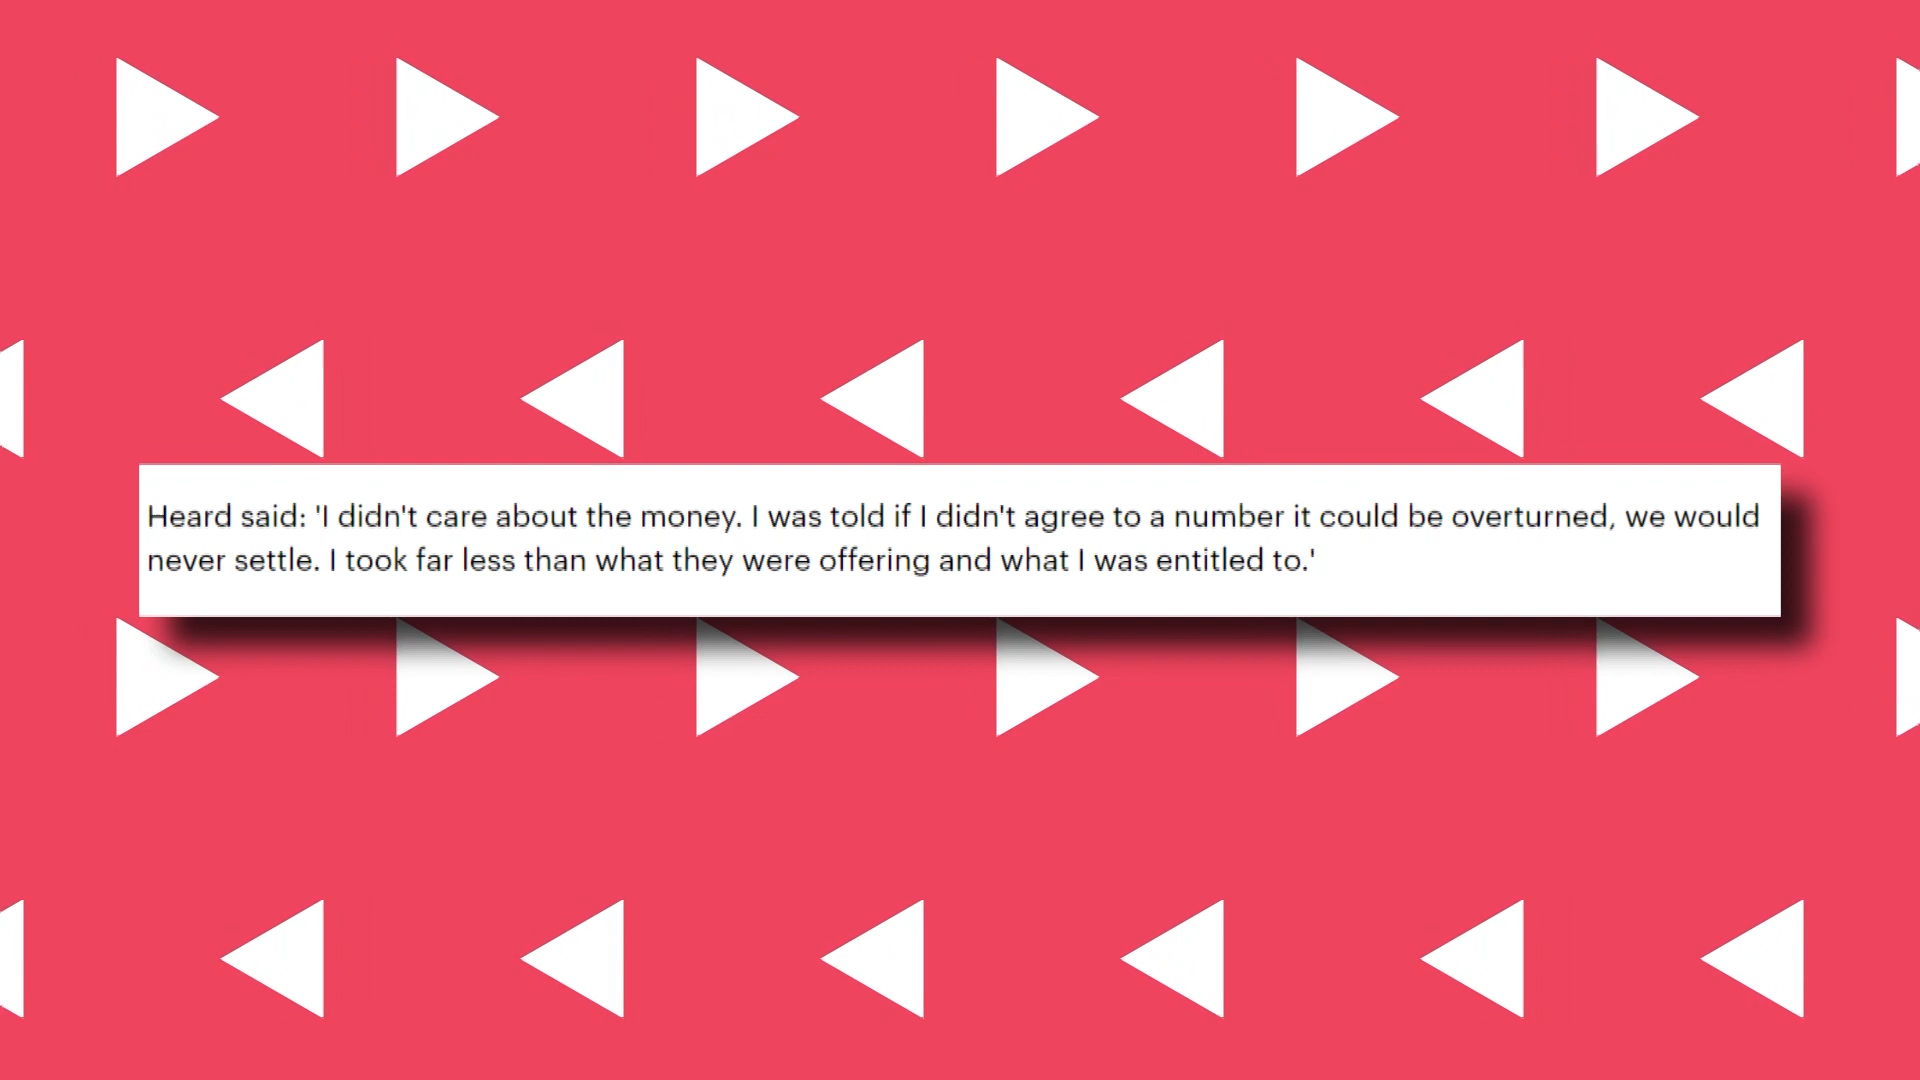 Heard said: 'I didn't care about the money. I was told if I didn't agree to a number it could be overturned, we would
never settle. I took far less than what they were offering and what I was entitled to.'